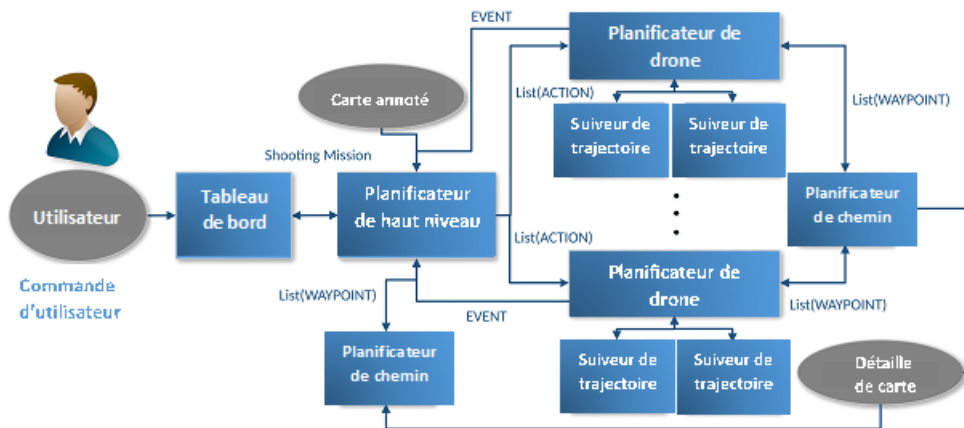 EVENT
Planificateur de
drone
Carte annoté
List(ACTION)
List(WAYPOINT)
Suiveur de
trajectoire
Suiveur de
trajectoire
Shooting Mission
Utilisateur
Tableau
de bord
Planificateur
de haut niveau
Planificateur
de chemin
List(ACTION)
Commande
d'utilisateur
List(WAYPOINT)
EVENT
Planificateur de
drone
List(WAYPOINT)
Planificateur
de chemin
Suiveur de
trajectoire
Suiveur de
trajectoire
Détaille
de carte